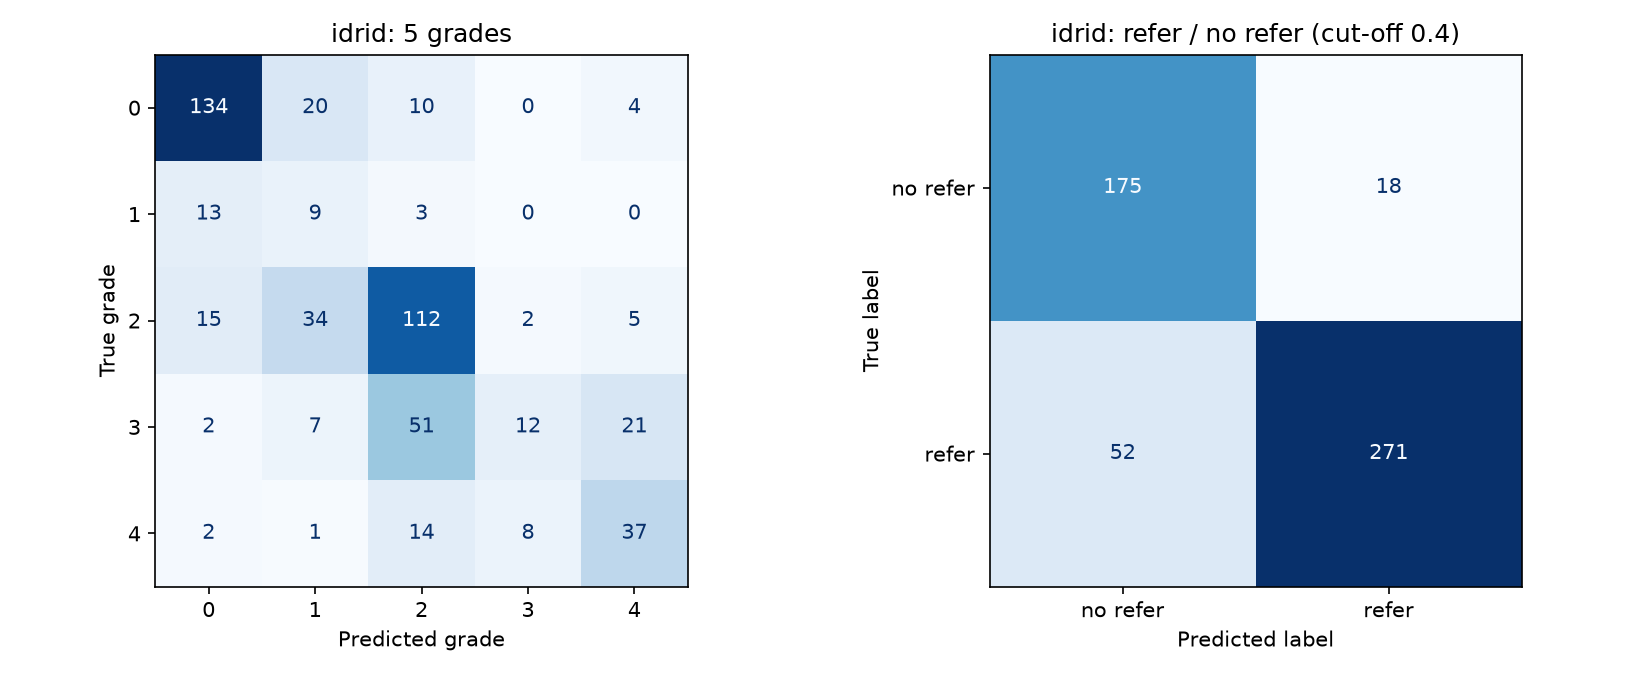 idrid: 5 grades
True grade
0 134 20 10 0 4
1 13 9 3 0 0
2 15 34 112 2 5
3 2 7 51 12 21
4 2 1 14 8 37
0 1 2 3 4
Predicted grade
idrid: refer / no refer (cut-off 0.4)
True label
no refer 175 18
refer 52 271
no refer refer
Predicted label